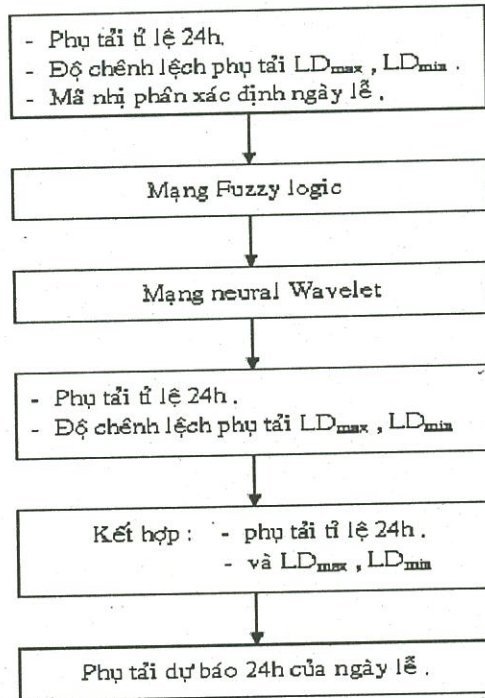 - Phụ tải tỉ lệ 24h.
- Độ chênh lệch phụ tải LDmax , LDmin .
- Mã nhị phân xác định ngày lễ .
Mạng Fuzzy logic
Mạng neural Wavelet
- Phụ tải tỉ lệ 24h .
- Độ chênh lệch phụ tải LDmax , LDmin
Kết hợp : - phụ tải tỉ lệ 24h .
- và LDmax , LDmin
Phụ tải dự báo 24h của ngày lễ .